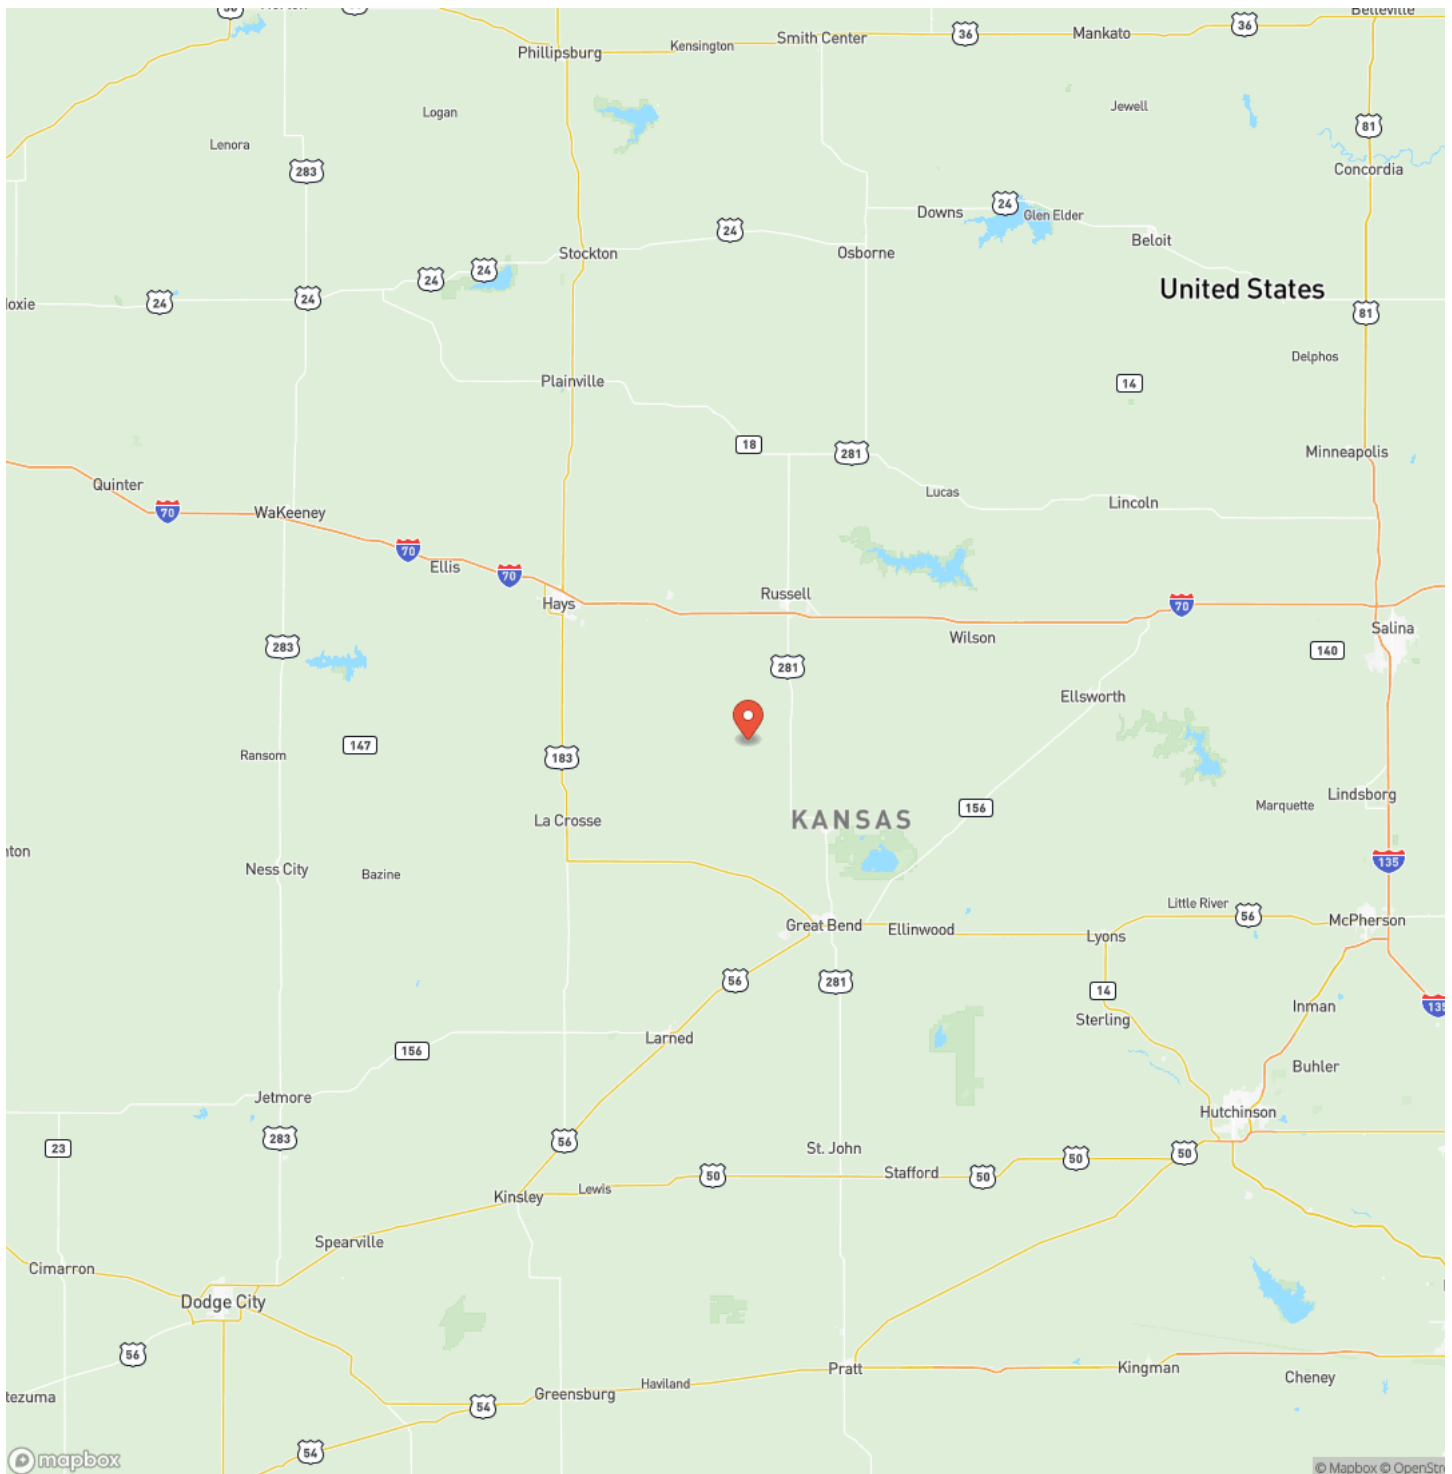 Norton
36
Belleville
Phillipsburg
Kensington
Smith Center
36
Mankato
36
Logan
Jewell
81
Lenora
283
Concordia
Downs
24
Glen Elder
24
Beloit
Stockton
Osborne
24
24
United States
oxie
24
24
81
Delphos
Plainville
14
18
281
Minneapolis
Quinter
Lucas
Lincoln
70
WaKeeney
70
Ellis
70
Hays
Russell
70
Wilson
Salina
283
140
281
Ellsworth
147
Ransom
183
Lindsborg
Marquette
156
La Crosse
KANSAS
nton
135
Ness City
Bazine
Little River
56
McPherson
Great Bend
Ellinwood
Lyons
56
281
14
Inman
135
Sterling
Larned
156
Buhler
Jetmore
Hutchinson
283
56
23
St. John
50
50
50
50
Stafford
Kinsley
Lewis
Spearville
Cimarron
Dodge City
56
Pratt
Kingman
Cheney
Haviland
Greensburg
tezuma
54
54
mapbox
© Mapbox © OpenStre